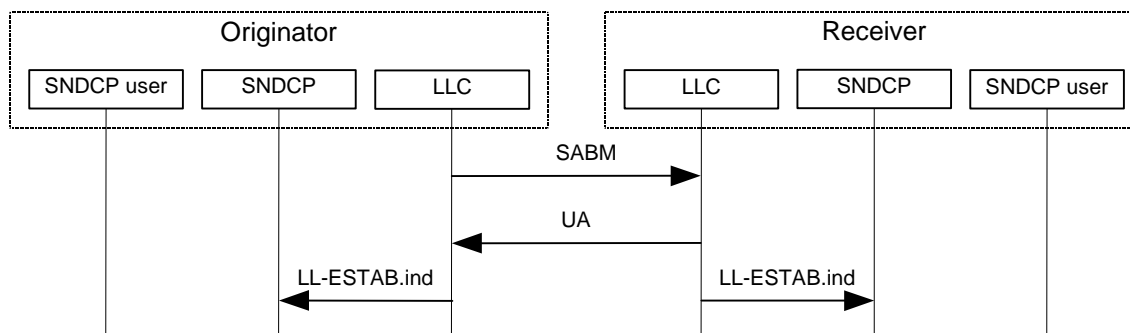 Originator
Receiver
SNDCP user
SNDCP
LLC
LLC
SNDCP
SNDCP user
SABM
UA
LL-ESTAB.ind
LL-ESTAB.ind